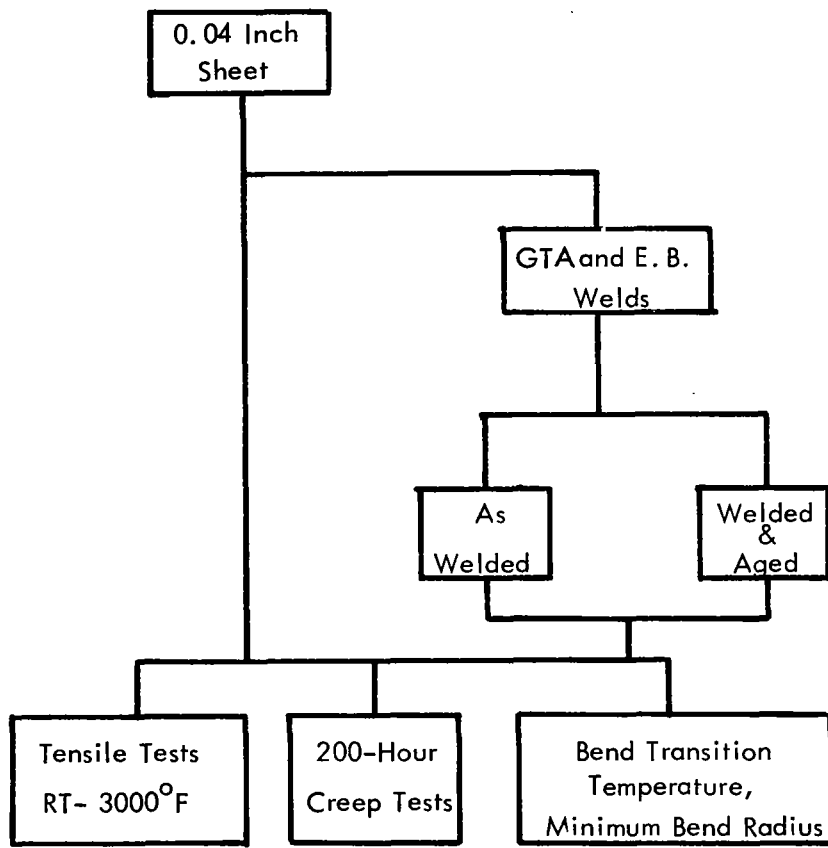 0.04 Inch
Sheet
GTA and E. B.
Welds
As
Welded
Welded
&
Aged
Tensile Tests
RT- 3000°F
200-Hour
Creep Tests
Bend Transition
Temperature,
Minimum Bend Radius